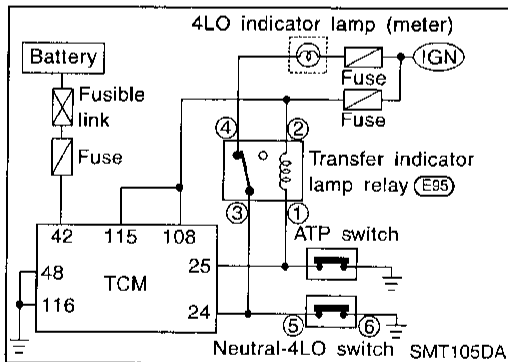 4LO indicator lamp (meter)
Battery
IGN
Fuse
Fusible
link
Fuse
4
2
Fuse
Transfer indicator
lamp relay E95
3
1
42 115 108
ATP switch
48
25
TCM
116
24
5
6
Neutral-4LO switch SMT105DA